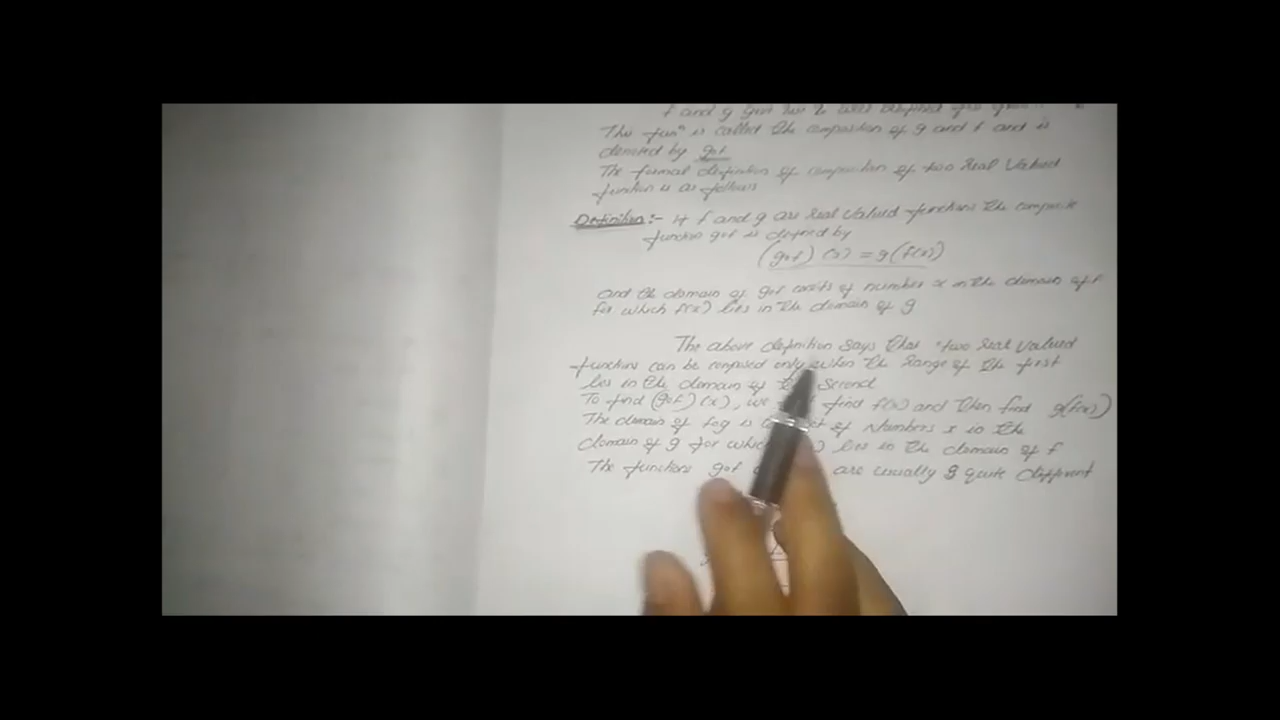 f and g give
This funⁿ is called the composition of g and f and is
denoted by gof
The formal definition of composition of two Real Valued
function is as follows
Definition:- If f and g are Real Valued functions the composite
function gof is defined by
(gof) (x) = g(f(x))
and the domain of gof consits of number x in the domain of f
for which f(x) lies in the domain of g
The above definition says that "two Real Valued
functions can be composed only when the Range of the first
lies in the domain of the Second
To find (gof) (x), we find f(x) and then find g(f(x))
The domain of fog is of Numbers x in the
domain of g for which lies in the domain of f
The functions gof are usually g quite different